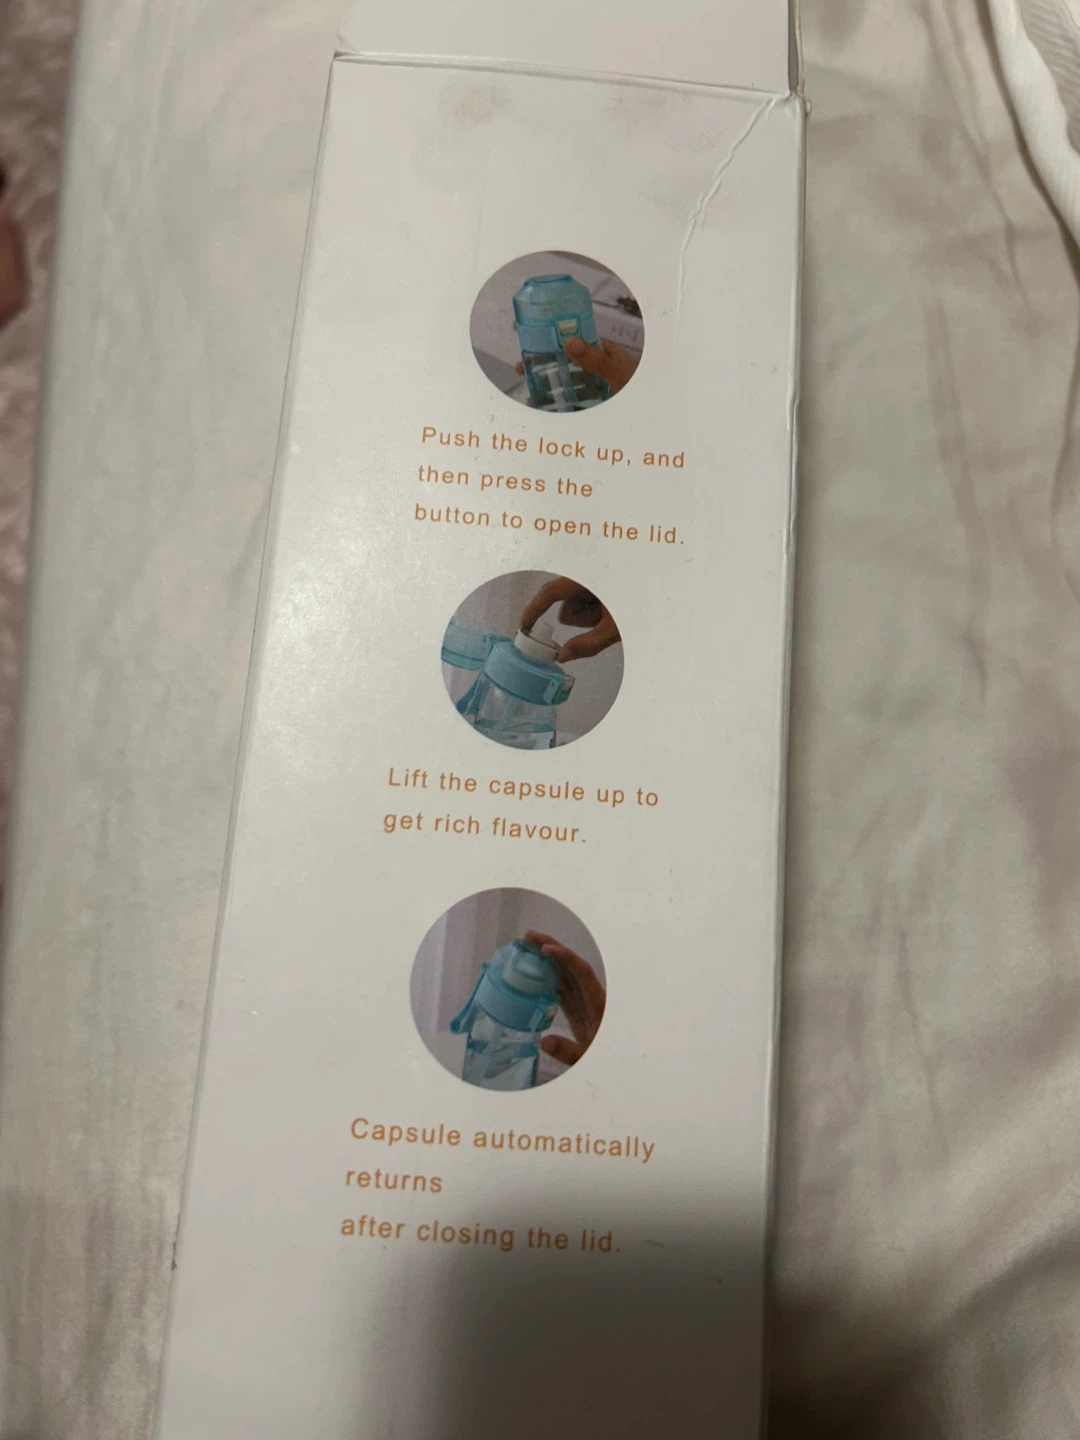 Push the lock up, and
then press the
button to open the lid.
Lift the capsule up to
get rich flavour.
Capsule automatically
returns
after closing the lid.